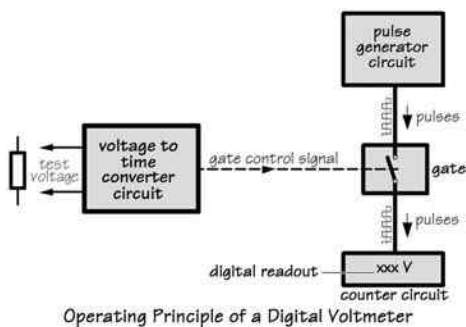 pulse
generator
circuit
pulses
voltage to
time
converter
circuit
test
voltage
gate control signal
gate
pulses
digital readout
xxx V
counter circuit
Operating Principle of a Digital Voltmeter